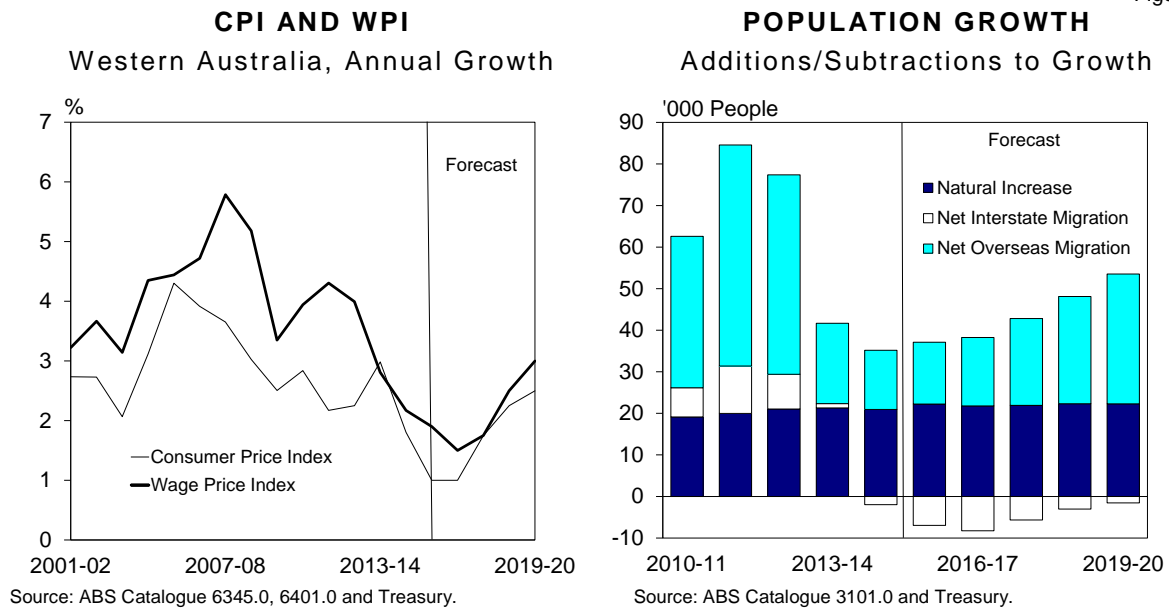 CPI AND WPI
Western Australia, Annual Growth
%
7
6
5
4
3
2
1
0
Forecast
Consumer Price Index
Wage Price Index
2001-02 2007-08 2013-14 2019-20
Source: ABS Catalogue 6345.0, 6401.0 and Treasury.
POPULATION GROWTH
Additions/Subtractions to Growth
'000 People
90
80
70
60
50
40
30
20
10
0
-10
Forecast
Natural Increase
Net Interstate Migration
Net Overseas Migration
2010-11 2013-14 2016-17 2019-20
Source: ABS Catalogue 3101.0 and Treasury.